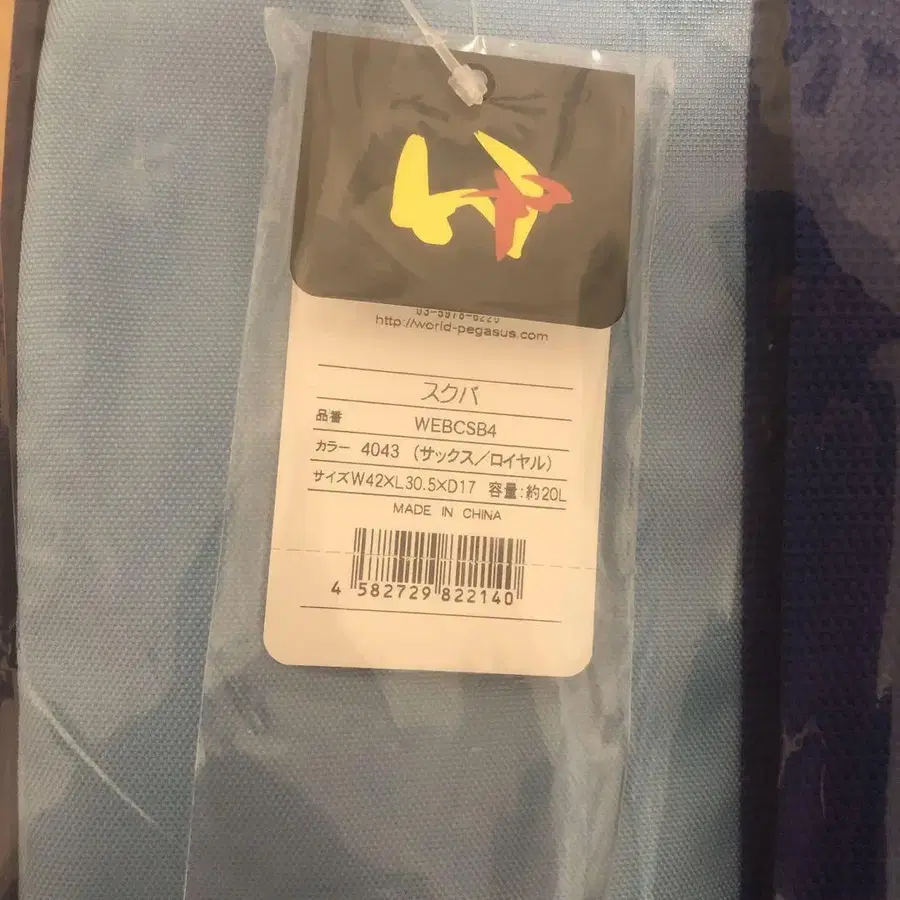 http://world-pegasus.com
スクバ
品番 WEBCSB4
カラー 4043 (サックス/ロイヤル)
サイズW42×L30.5×D17 容量:約20L
MADE IN CHINA
4 582729 822140